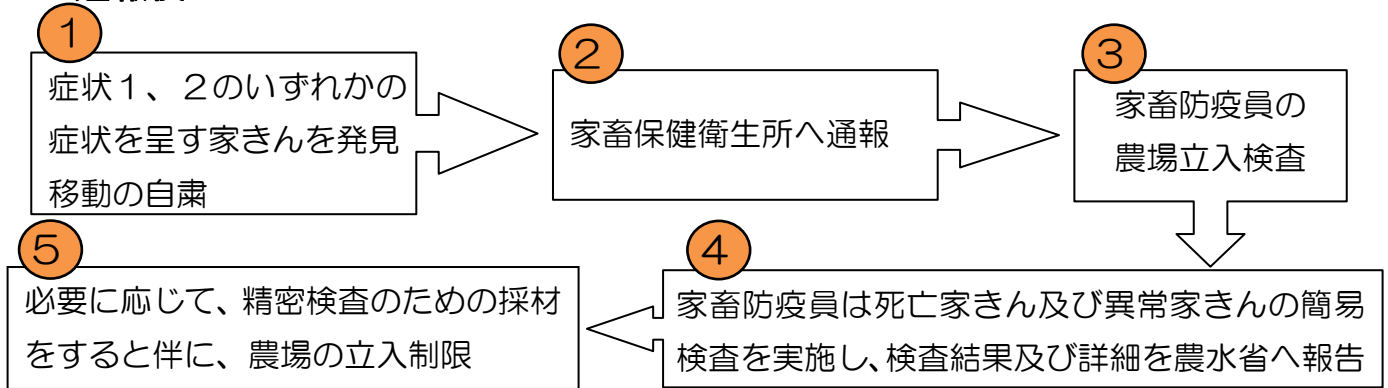 1
症状１、２のいずれかの
症状を呈す家きんを発見
移動の自粛
2
家畜保健衛生所へ通報
3
家畜防疫員の
農場立入検査
4
家畜防疫員は死亡家きん及び異常家きんの簡易
検査を実施し、検査結果及び詳細を農水省へ報告
5
必要に応じて、精密検査のための採材
をすると伴に、農場の立入制限